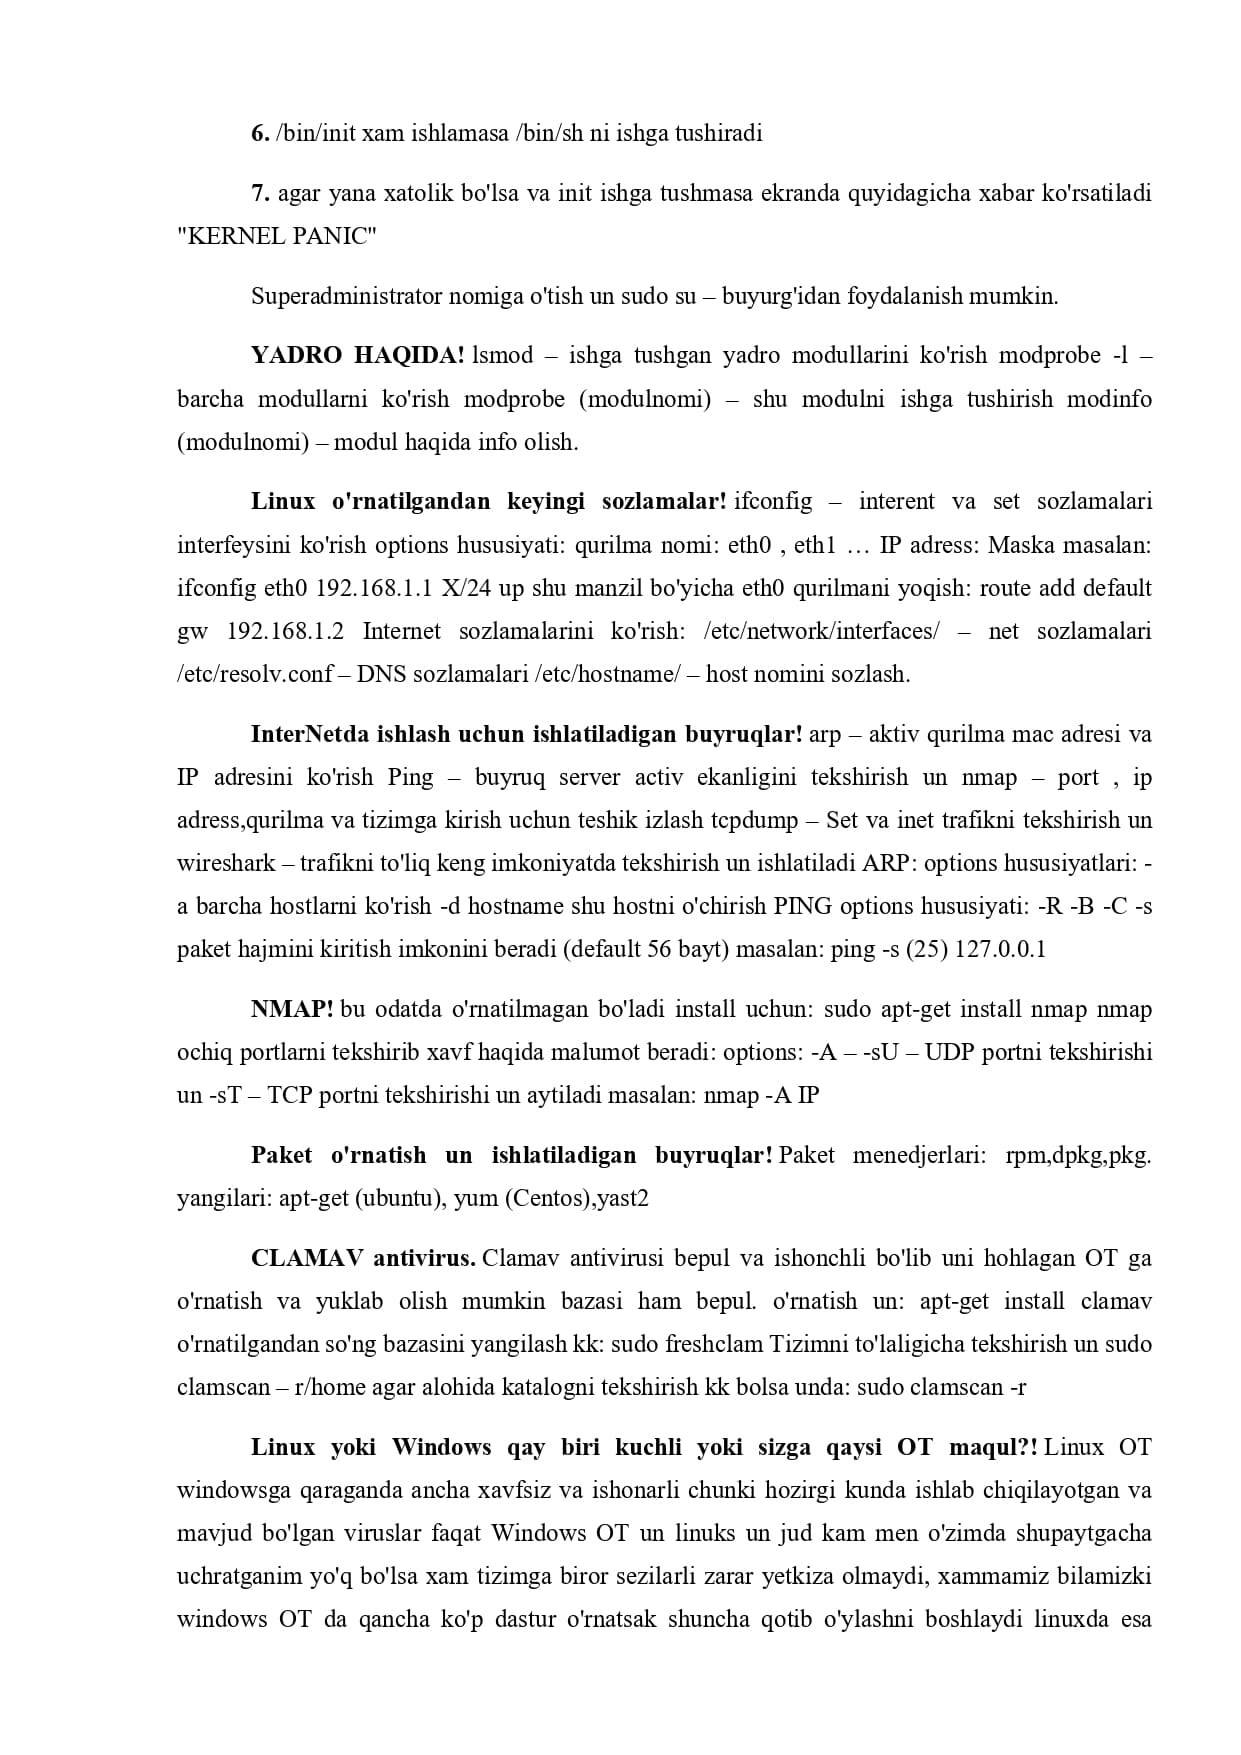 6. /bin/init xam ishlamasa /bin/sh ni ishga tushiradi
7. agar yana xatolik bo'lsa va init ishga tushmasa ekranda quyidagicha xabar ko'rsatiladi
"KERNEL PANIC"
Superadministrator nomiga o'tish un sudo su – buyurg'idan foydalanish mumkin.
YADRO HAQIDA! lsmod – ishga tushgan yadro modullarini ko'rish modprobe -l –
barcha modullarni ko'rish modprobe (modulnomi) – shu modulni ishga tushirish modinfo
(modulnomi) – modul haqida info olish.
Linux o'rnatilgandan keyingi sozlamalar! ifconfig – interent va set sozlamalari
interfeysini ko'rish options hususiyati: qurilma nomi: eth0 , eth1 … IP adress: Maska masalan:
ifconfig eth0 192.168.1.1 X/24 up shu manzil bo'yicha eth0 qurilmani yoqish: route add default
gw 192.168.1.2 Internet sozlamalarini ko'rish: /etc/network/interfaces/ – net sozlamalari
/etc/resolv.conf – DNS sozlamalari /etc/hostname/ – host nomini sozlash.
InterNetda ishlash uchun ishlatiladigan buyruqlar! arp – aktiv qurilma mac adresi va
IP adresini ko'rish Ping – buyruq server activ ekanligini tekshirish un nmap – port , ip
adress,qurilma va tizimga kirish uchun teshik izlash tcpdump – Set va inet trafikni tekshirish un
wireshark – trafikni to'liq keng imkoniyatda tekshirish un ishlatiladi ARP: options hususiyatlari: -
a barcha hostlarni ko'rish -d hostname shu hostni o'chirish PING options hususiyati: -R -B -C -s
paket hajmini kiritish imkonini beradi (default 56 bayt) masalan: ping -s (25) 127.0.0.1
NMAP! bu odatda o'rnatilmagan bo'ladi install uchun: sudo apt-get install nmap nmap
ochiq portlarni tekshirib xavf haqida malumot beradi: options: -A – -sU – UDP portni tekshirishi
un -sT – TCP portni tekshirishi un aytiladi masalan: nmap -A IP
Paket o'rnatish un ishlatiladigan buyruqlar! Paket menedjerlari: rpm,dpkg,pkg.
yangilari: apt-get (ubuntu), yum (Centos),yast2
CLAMAV antivirus. Clamav antivirusi bepul va ishonchli bo'lib uni hohlagan OT ga
o'rnatish va yuklab olish mumkin bazasi ham bepul. o'rnatish un: apt-get install clamav
o'rnatilgandan so'ng bazasini yangilash kk: sudo freshclam Tizimni to'laligicha tekshirish un sudo
clamscan – r/home agar alohida katalogni tekshirish kk bolsa unda: sudo clamscan -r
Linux yoki Windows qay biri kuchli yoki sizga qaysi OT maqul?! Linux OT
windowsga qaraganda ancha xavfsiz va ishonarli chunki hozirgi kunda ishlab chiqilayotgan va
mavjud bo'lgan viruslar faqat Windows OT un linuks un jud kam men o'zimda shupaytgacha
uchratganim yo'q bo'lsa xam tizimga biror sezilarli zarar yetkiza olmaydi, xammamiz bilamizki
windows OT da qancha ko'p dastur o'rnatsak shuncha qotib o'ylashni boshlaydi linuxda esa